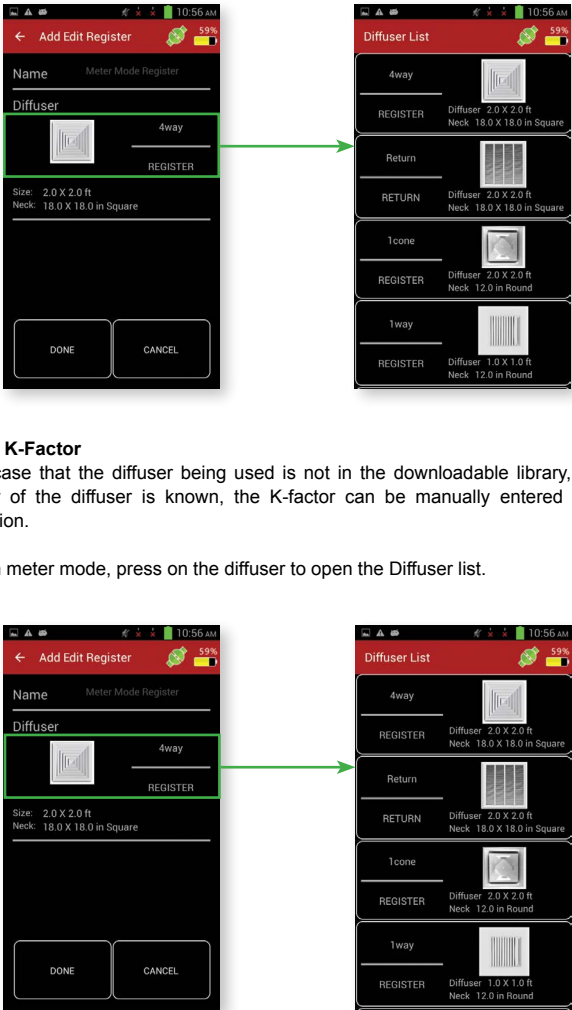 10:56 AM
Add Edit Register
59%
Name Meter Mode Register
Diffuser
4way
REGISTER
Size: 2.0 X 2.0 ft
Neck: 18.0 X 18.0 in Square
DONE CANCEL
10:56 AM
Diffuser List
59%
4way
REGISTER
Diffuser 2.0 X 2.0 ft
Neck 18.0 X 18.0 in Square
Return
RETURN
Diffuser 2.0 X 2.0 ft
Neck 18.0 X 18.0 in Square
1cone
REGISTER
Diffuser 2.0 X 2.0 ft
Neck 12.0 in Round
1way
REGISTER
Diffuser 1.0 X 1.0 ft
Neck 12.0 in Round
K-Factor
case that the diffuser being used is not in the downloadable library,
of the diffuser is known, the K-factor can be manually entered
ion.
meter mode, press on the diffuser to open the Diffuser list.
10:56 AM
Add Edit Register
59%
Name Meter Mode Register
Diffuser
4way
REGISTER
Size: 2.0 X 2.0 ft
Neck: 18.0 X 18.0 in Square
DONE CANCEL
10:56 AM
Diffuser List
59%
4way
REGISTER
Diffuser 2.0 X 2.0 ft
Neck 18.0 X 18.0 in Square
Return
RETURN
Diffuser 2.0 X 2.0 ft
Neck 18.0 X 18.0 in Square
1cone
REGISTER
Diffuser 2.0 X 2.0 ft
Neck 12.0 in Round
1way
REGISTER
Diffuser 1.0 X 1.0 ft
Neck 12.0 in Round